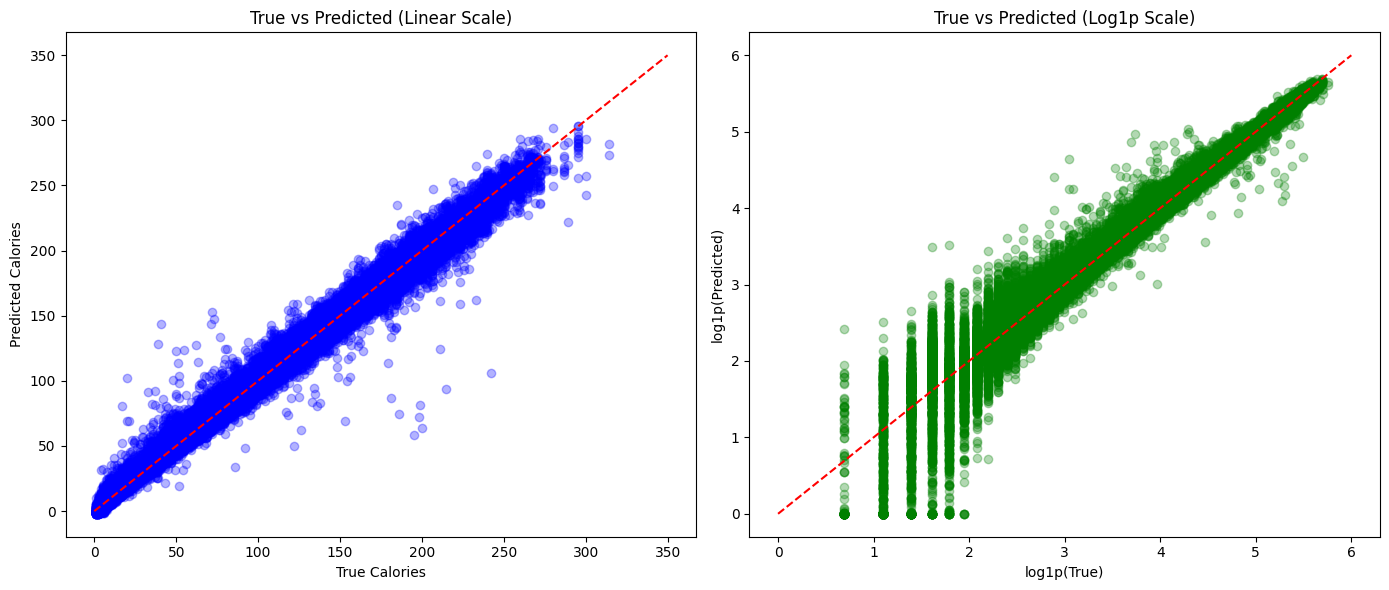 True vs Predicted (Linear Scale)
350
300
250
200
150
100
50
0
Predicted Calories
0 50 100 150 200 250 300 350
True Calories
True vs Predicted (Log1p Scale)
6
5
4
3
2
1
0
log1p(Predicted)
0 1 2 3 4 5 6
log1p(True)